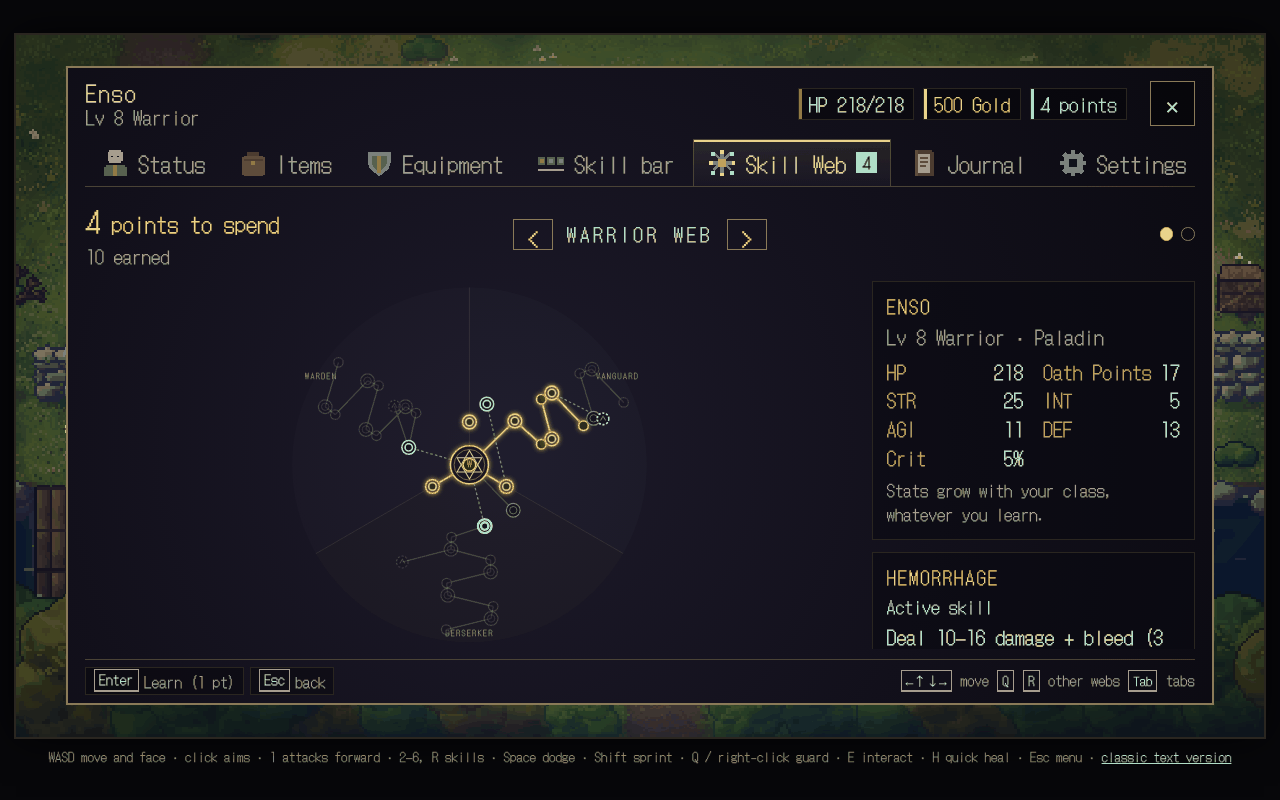 Enso
Lv 8 Warrior
HP 218/218
500 Gold
4 points
×
Status
Items
Equipment
Skill bar
Skill Web 4
Journal
Settings
4 points to spend
10 earned
WARRIOR WEB
WARDEN
VANGUARD
BERSERKER
ENSO
Lv 8 Warrior · Paladin
HP 218 Oath Points 17
STR 25 INT 5
AGI 11 DEF 13
Crit 5%
Stats grow with your class,
whatever you learn.
HEMORRHAGE
Active skill
Deal 10–16 damage + bleed (3
Enter Learn (1 pt)
Esc back
←↑↓→ move Q R other webs Tab tabs
WASD move and face · click aims · 1 attacks forward · 2–6, R skills · Space dodge · Shift sprint · Q / right-click guard · E interact · H quick heal · Esc menu · classic text version